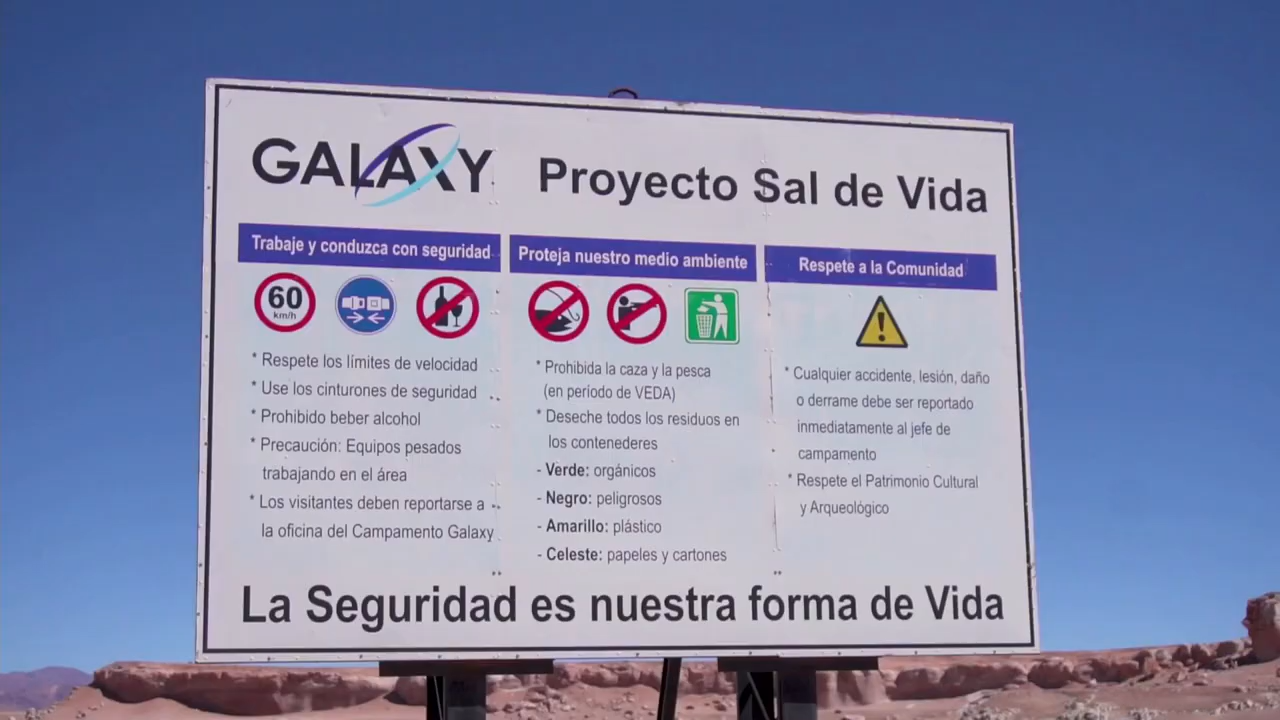 GALAXY Proyecto Sal de Vida
Trabaje y conduzca con seguridad
60
km/h
* Respete los límites de velocidad
* Use los cinturones de seguridad
* Prohibido beber alcohol
* Precaución: Equipos pesados
trabajando en el área
* Los visitantes deben reportarse a
la oficina del Campamento Galaxy
Proteja nuestro medio ambiente
* Prohibida la caza y la pesca
(en período de VEDA)
* Deseche todos los residuos en
los contenederes
- Verde: orgánicos
- Negro: peligrosos
- Amarillo: plástico
- Celeste: papeles y cartones
Respete a la Comunidad
* Cualquier accidente, lesión, daño
o derrame debe ser reportado
inmediatamente al jefe de
campamento
* Respete el Patrimonio Cultural
y Arqueológico
La Seguridad es nuestra forma de Vida